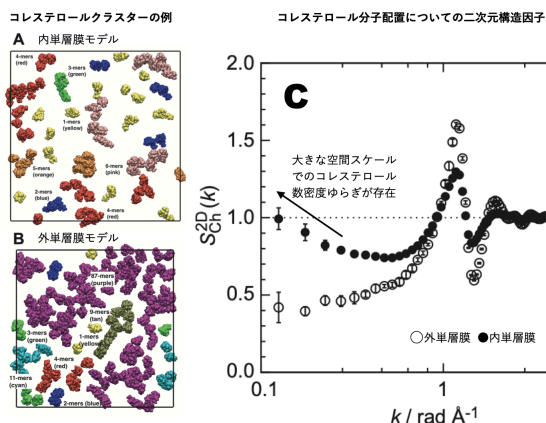 コレステロールクラスターの例
コレステロール分子配置についての二次元構造因子
A
内単層膜モデル
4-mers
(red)
3-mers
(green)
1-mers
(yellow)
5-mers
(orange)
6-mers
(pink)
2-mers
(blue)
4-mers
(red)
B
外単層膜モデル
87-mers
(purple)
9-mers
(tan)
1-mers
(yellow)
3-mers
(green)
4-mers
(red)
11-mers
(cyan)
2-mers (blue)
C
大きな空間スケール
でのコレステロール
数密度ゆらぎが存在
2.0
1.5
1.0
0.5
0.0
S2DCh(k)
外単層膜
内単層膜
0.1
1
k / rad Å-1